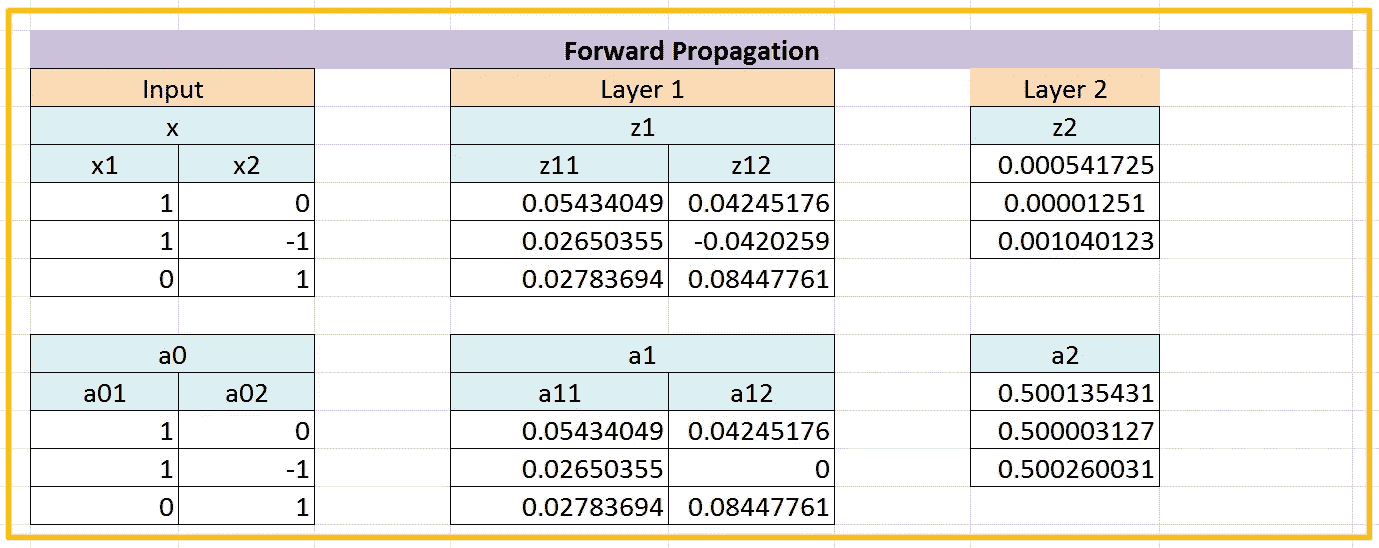 Forward Propagation
Input Layer 1 Layer 2
x z1 z2
x1 x2 z11 z12 0.000541725
1 0 0.05434049 0.04245176 0.00001251
1 -1 0.02650355 -0.0420259 0.001040123
0 1 0.02783694 0.08447761
a0 a1 a2
a01 a02 a11 a12 0.500135431
1 0 0.05434049 0.04245176 0.500003127
1 -1 0.02650355 0 0.500260031
0 1 0.02783694 0.08447761